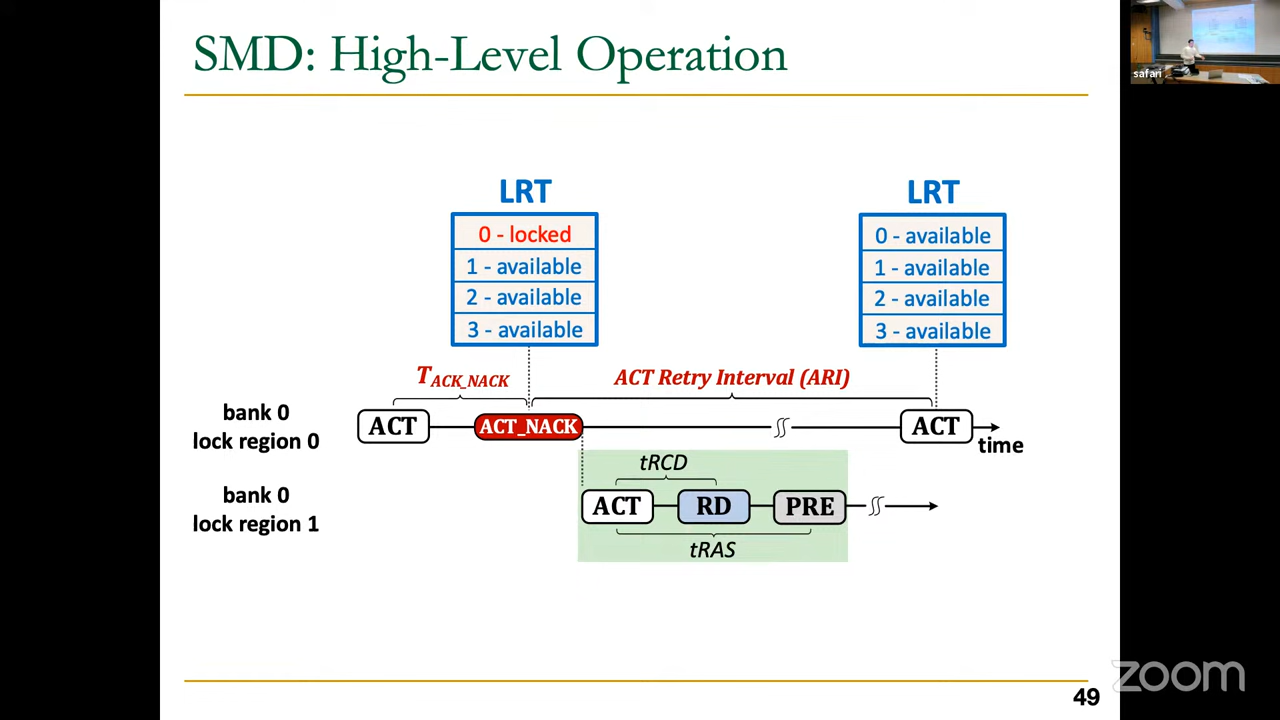 SMD: High-Level Operation
safari
LRT
0 - locked
1 - available
2 - available
3 - available
LRT
0 - available
1 - available
2 - available
3 - available
TACK_NACK
ACT Retry Interval (ARI)
bank 0
lock region 0
ACT
ACT_NACK
ACT
time
tRCD
bank 0
lock region 1
ACT
RD
PRE
tRAS
zoom
49